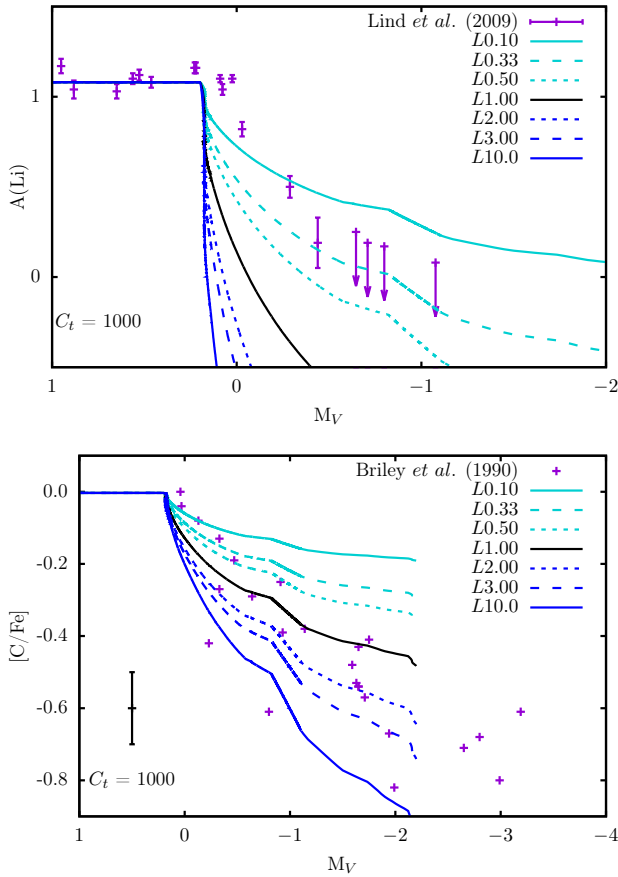 Lind et al. (2009)
L0.10
L0.33
L0.50
L1.00
L2.00
L3.00
L10.0
A(Li)
1
0
C_t = 1000
1
0
−1
−2
M_V
Briley et al. (1990)
L0.10
L0.33
L0.50
L1.00
L2.00
L3.00
L10.0
[C/Fe]
0.0
-0.2
-0.4
-0.6
-0.8
C_t = 1000
1
0
−1
−2
−3
−4
M_V